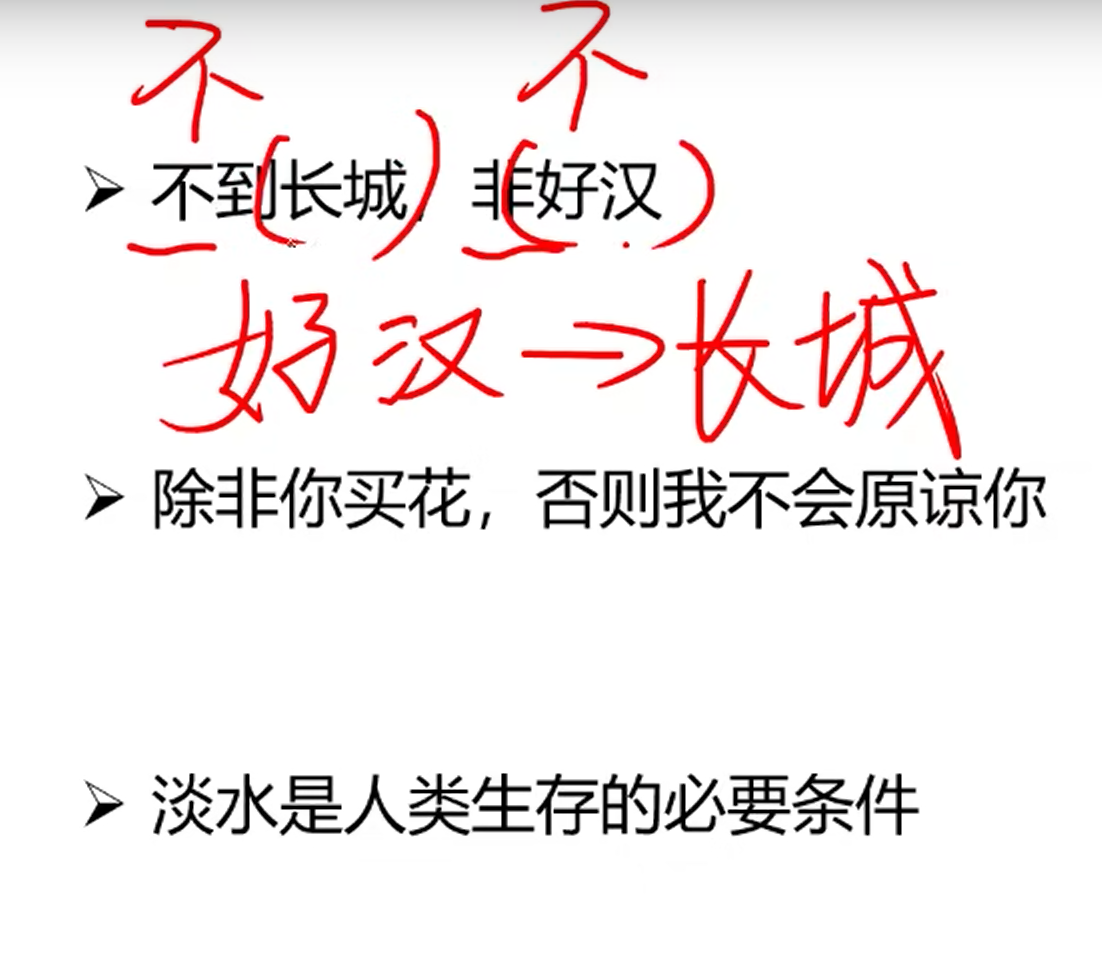 不 不
不到长城，非好汉
好汉→长城
除非你买花，否则我不会原谅你
淡水是人类生存的必要条件